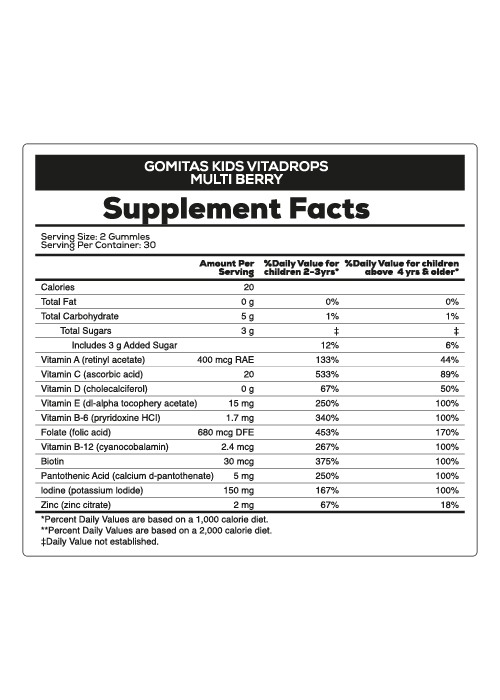 GOMITAS KIDS VITADROPS
MULTI BERRY
Supplement Facts
Serving Size: 2 Gummies
Serving Per Container: 30
Amount Per Serving %Daily Value for children 2-3yrs* %Daily Value for children above 4 yrs & older*
Calories 20
Total Fat 0 g 0% 0%
Total Carbohydrate 5 g 1% 1%
Total Sugars 3 g ‡ ‡
Includes 3 g Added Sugar 12% 6%
Vitamin A (retinyl acetate) 400 mcg RAE 133% 44%
Vitamin C (ascorbic acid) 20 533% 89%
Vitamin D (cholecalciferol) 0 g 67% 50%
Vitamin E (dl-alpha tocophery acetate) 15 mg 250% 100%
Vitamin B-6 (pryridoxine HCl) 1.7 mg 340% 100%
Folate (folic acid) 680 mcg DFE 453% 170%
Vitamin B-12 (cyanocobalamin) 2.4 mcg 267% 100%
Biotin 30 mcg 375% 100%
Pantothenic Acid (calcium d-pantothenate) 5 mg 250% 100%
Iodine (potassium Iodide) 150 mg 167% 100%
Zinc (zinc citrate) 2 mg 67% 18%
*Percent Daily Values are based on a 1,000 calorie diet.
**Percent Daily Values are based on a 2,000 calorie diet.
‡Daily Value not established.